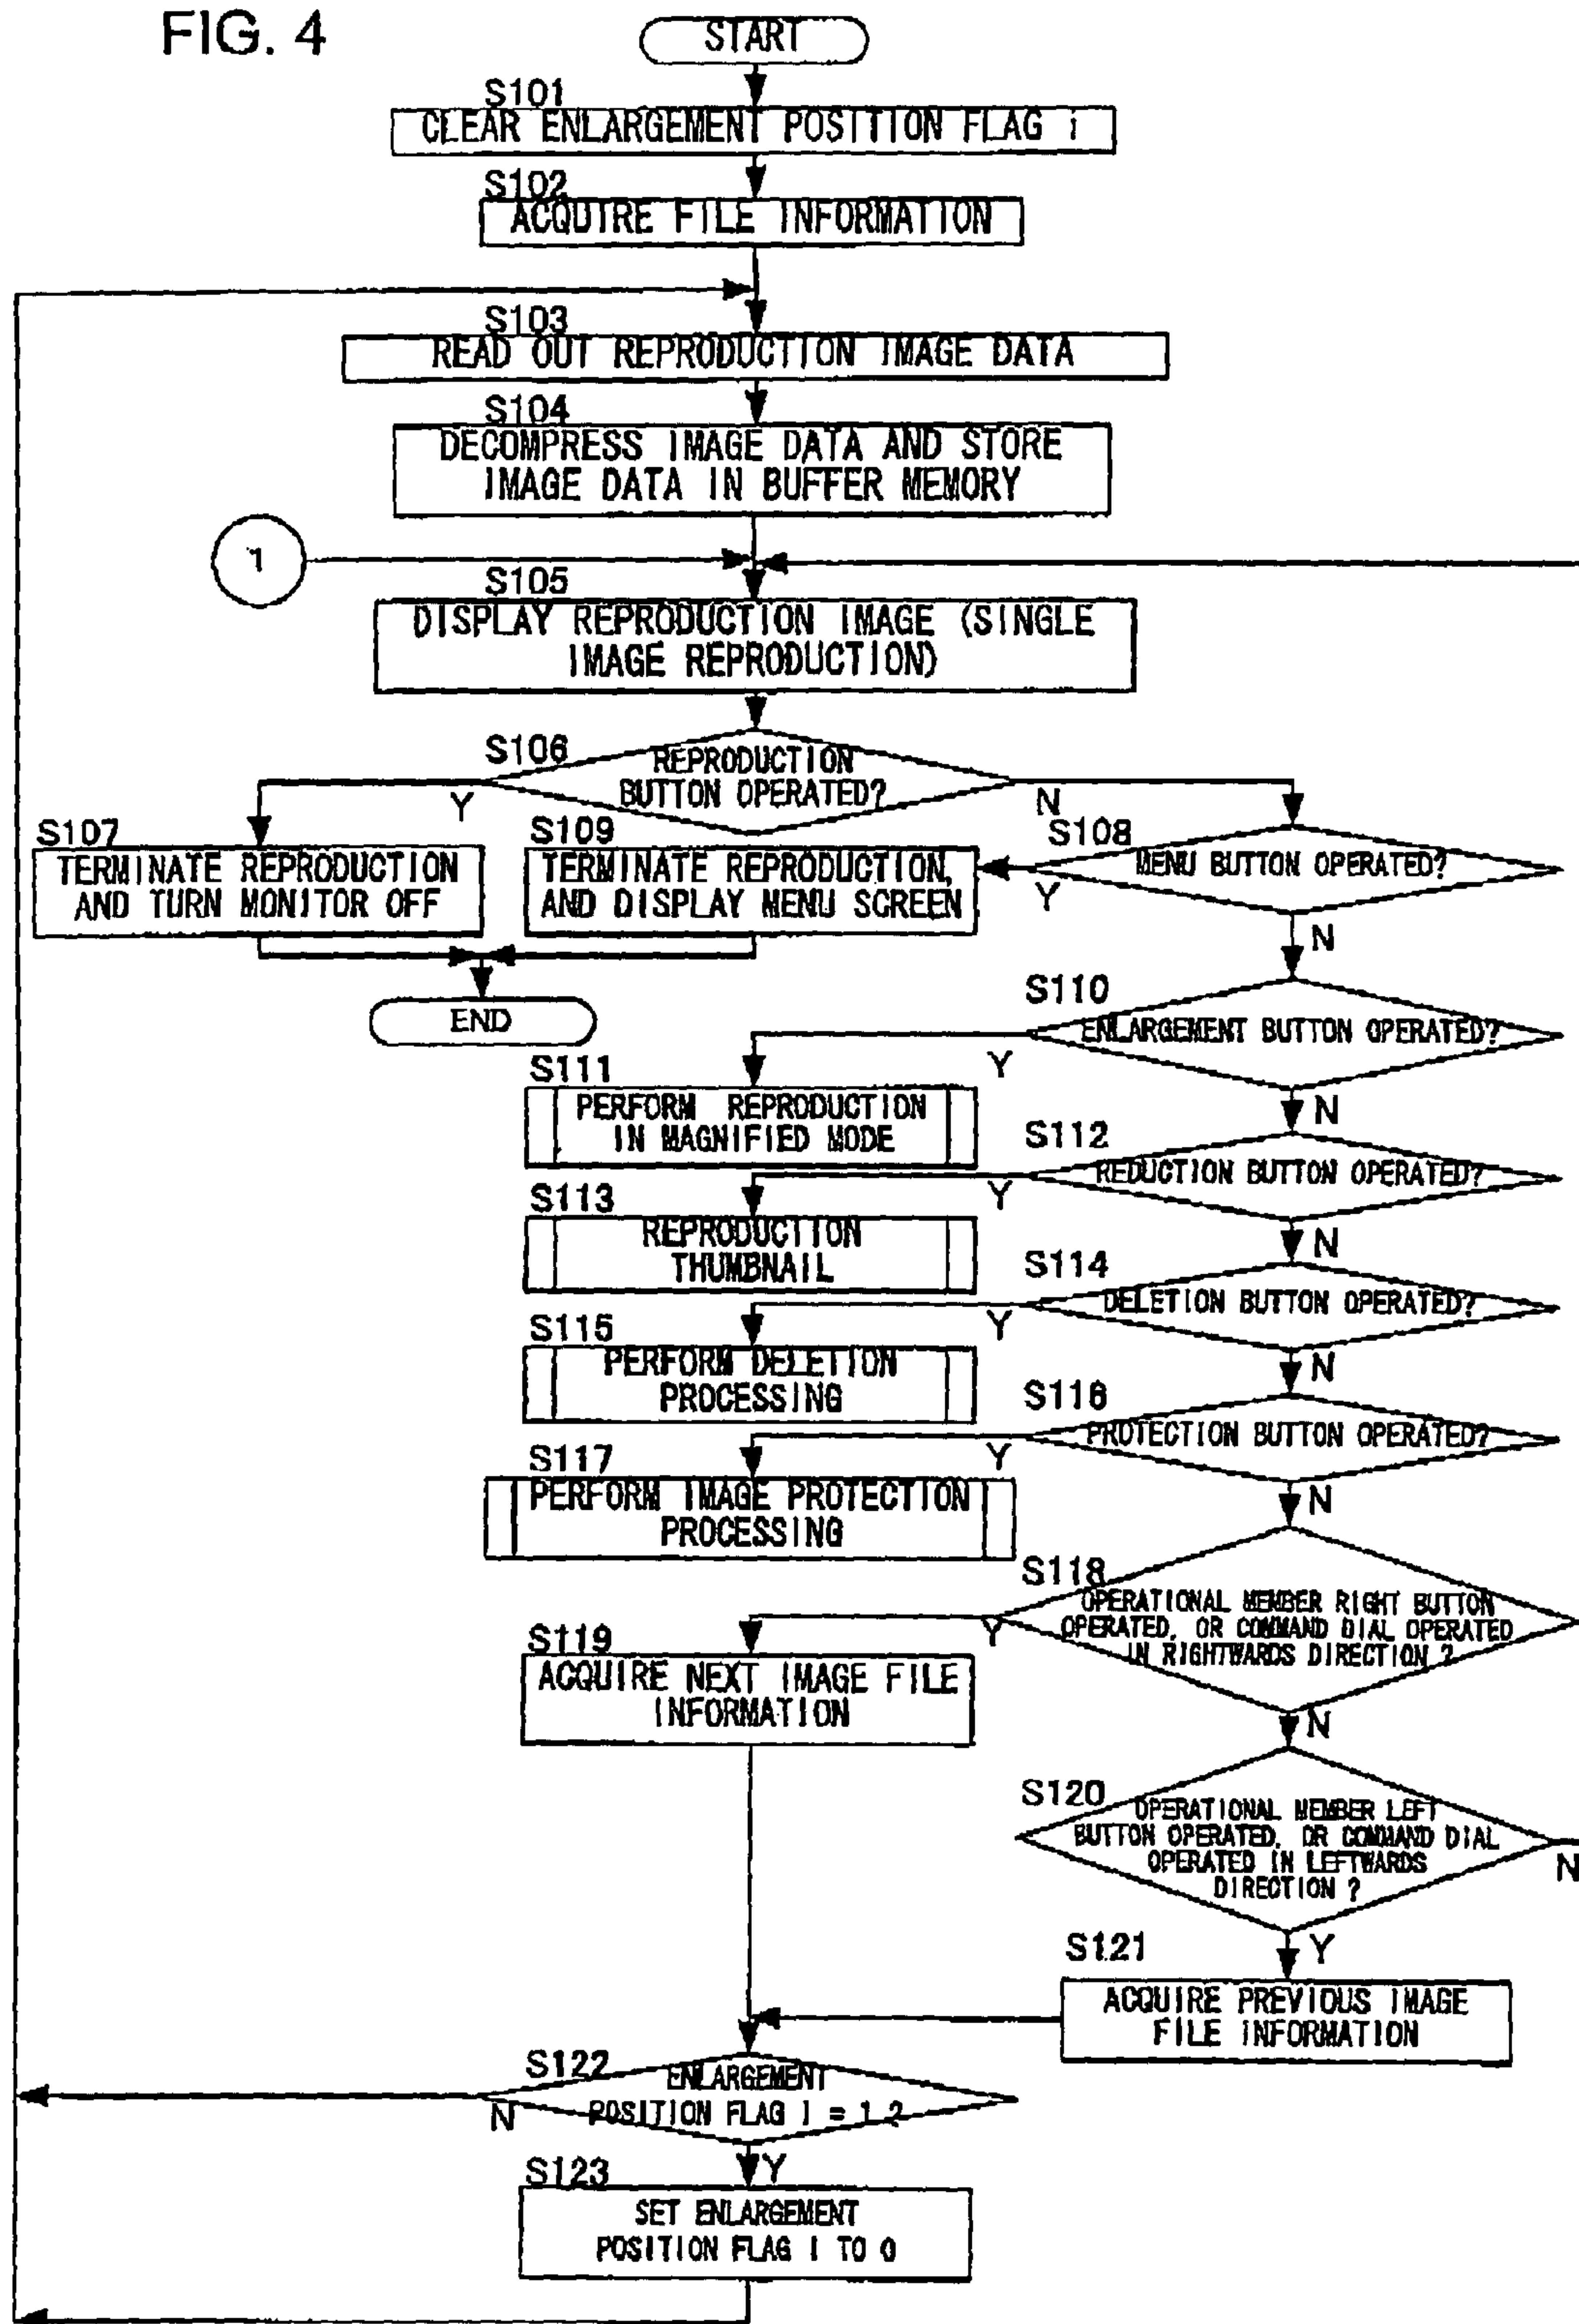 FIG. 4
START
S101
CLEAR ENLARGEMENT POSITION FLAG i
S102
ACQUIRE FILE INFORMATION
S103
READ OUT REPRODUCTION IMAGE DATA
S104
DECOMPRESS IMAGE DATA AND STORE
IMAGE DATA IN BUFFER MEMORY
1
S105
DISPLAY REPRODUCTION IMAGE (SINGLE
IMAGE REPRODUCTION)
S106
REPRODUCTION
BUTTON OPERATED?
Y
N
S107
TERMINATE REPRODUCTION
AND TURN MONITOR OFF
S109
TERMINATE REPRODUCTION,
AND DISPLAY MENU SCREEN
S108
MENU BUTTON OPERATED?
Y
N
END
S110
ENLARGEMENT BUTTON OPERATED?
Y
N
S111
PERFORM REPRODUCTION
IN MAGNIFIED MODE
S112
REDUCTION BUTTON OPERATED?
Y
N
S113
REPRODUCTION
THUMBNAIL
S114
DELETION BUTTON OPERATED?
Y
N
S115
PERFORM DELETION
PROCESSING
S116
PROTECTION BUTTON OPERATED?
Y
N
S117
PERFORM IMAGE PROTECTION
PROCESSING
S118
OPERATIONAL MEMBER RIGHT BUTTON
OPERATED, OR COMMAND DIAL OPERATED
IN RIGHTWARDS DIRECTION ?
Y
N
S119
ACQUIRE NEXT IMAGE FILE
INFORMATION
S120
OPERATIONAL MEMBER LEFT
BUTTON OPERATED, OR COMMAND DIAL
OPERATED IN LEFTWARDS
DIRECTION ?
N
Y
S121
ACQUIRE PREVIOUS IMAGE
FILE INFORMATION
S122
ENLARGEMENT
POSITION FLAG I = 1 ?
N
Y
S123
SET ENLARGEMENT
POSITION FLAG I TO 0